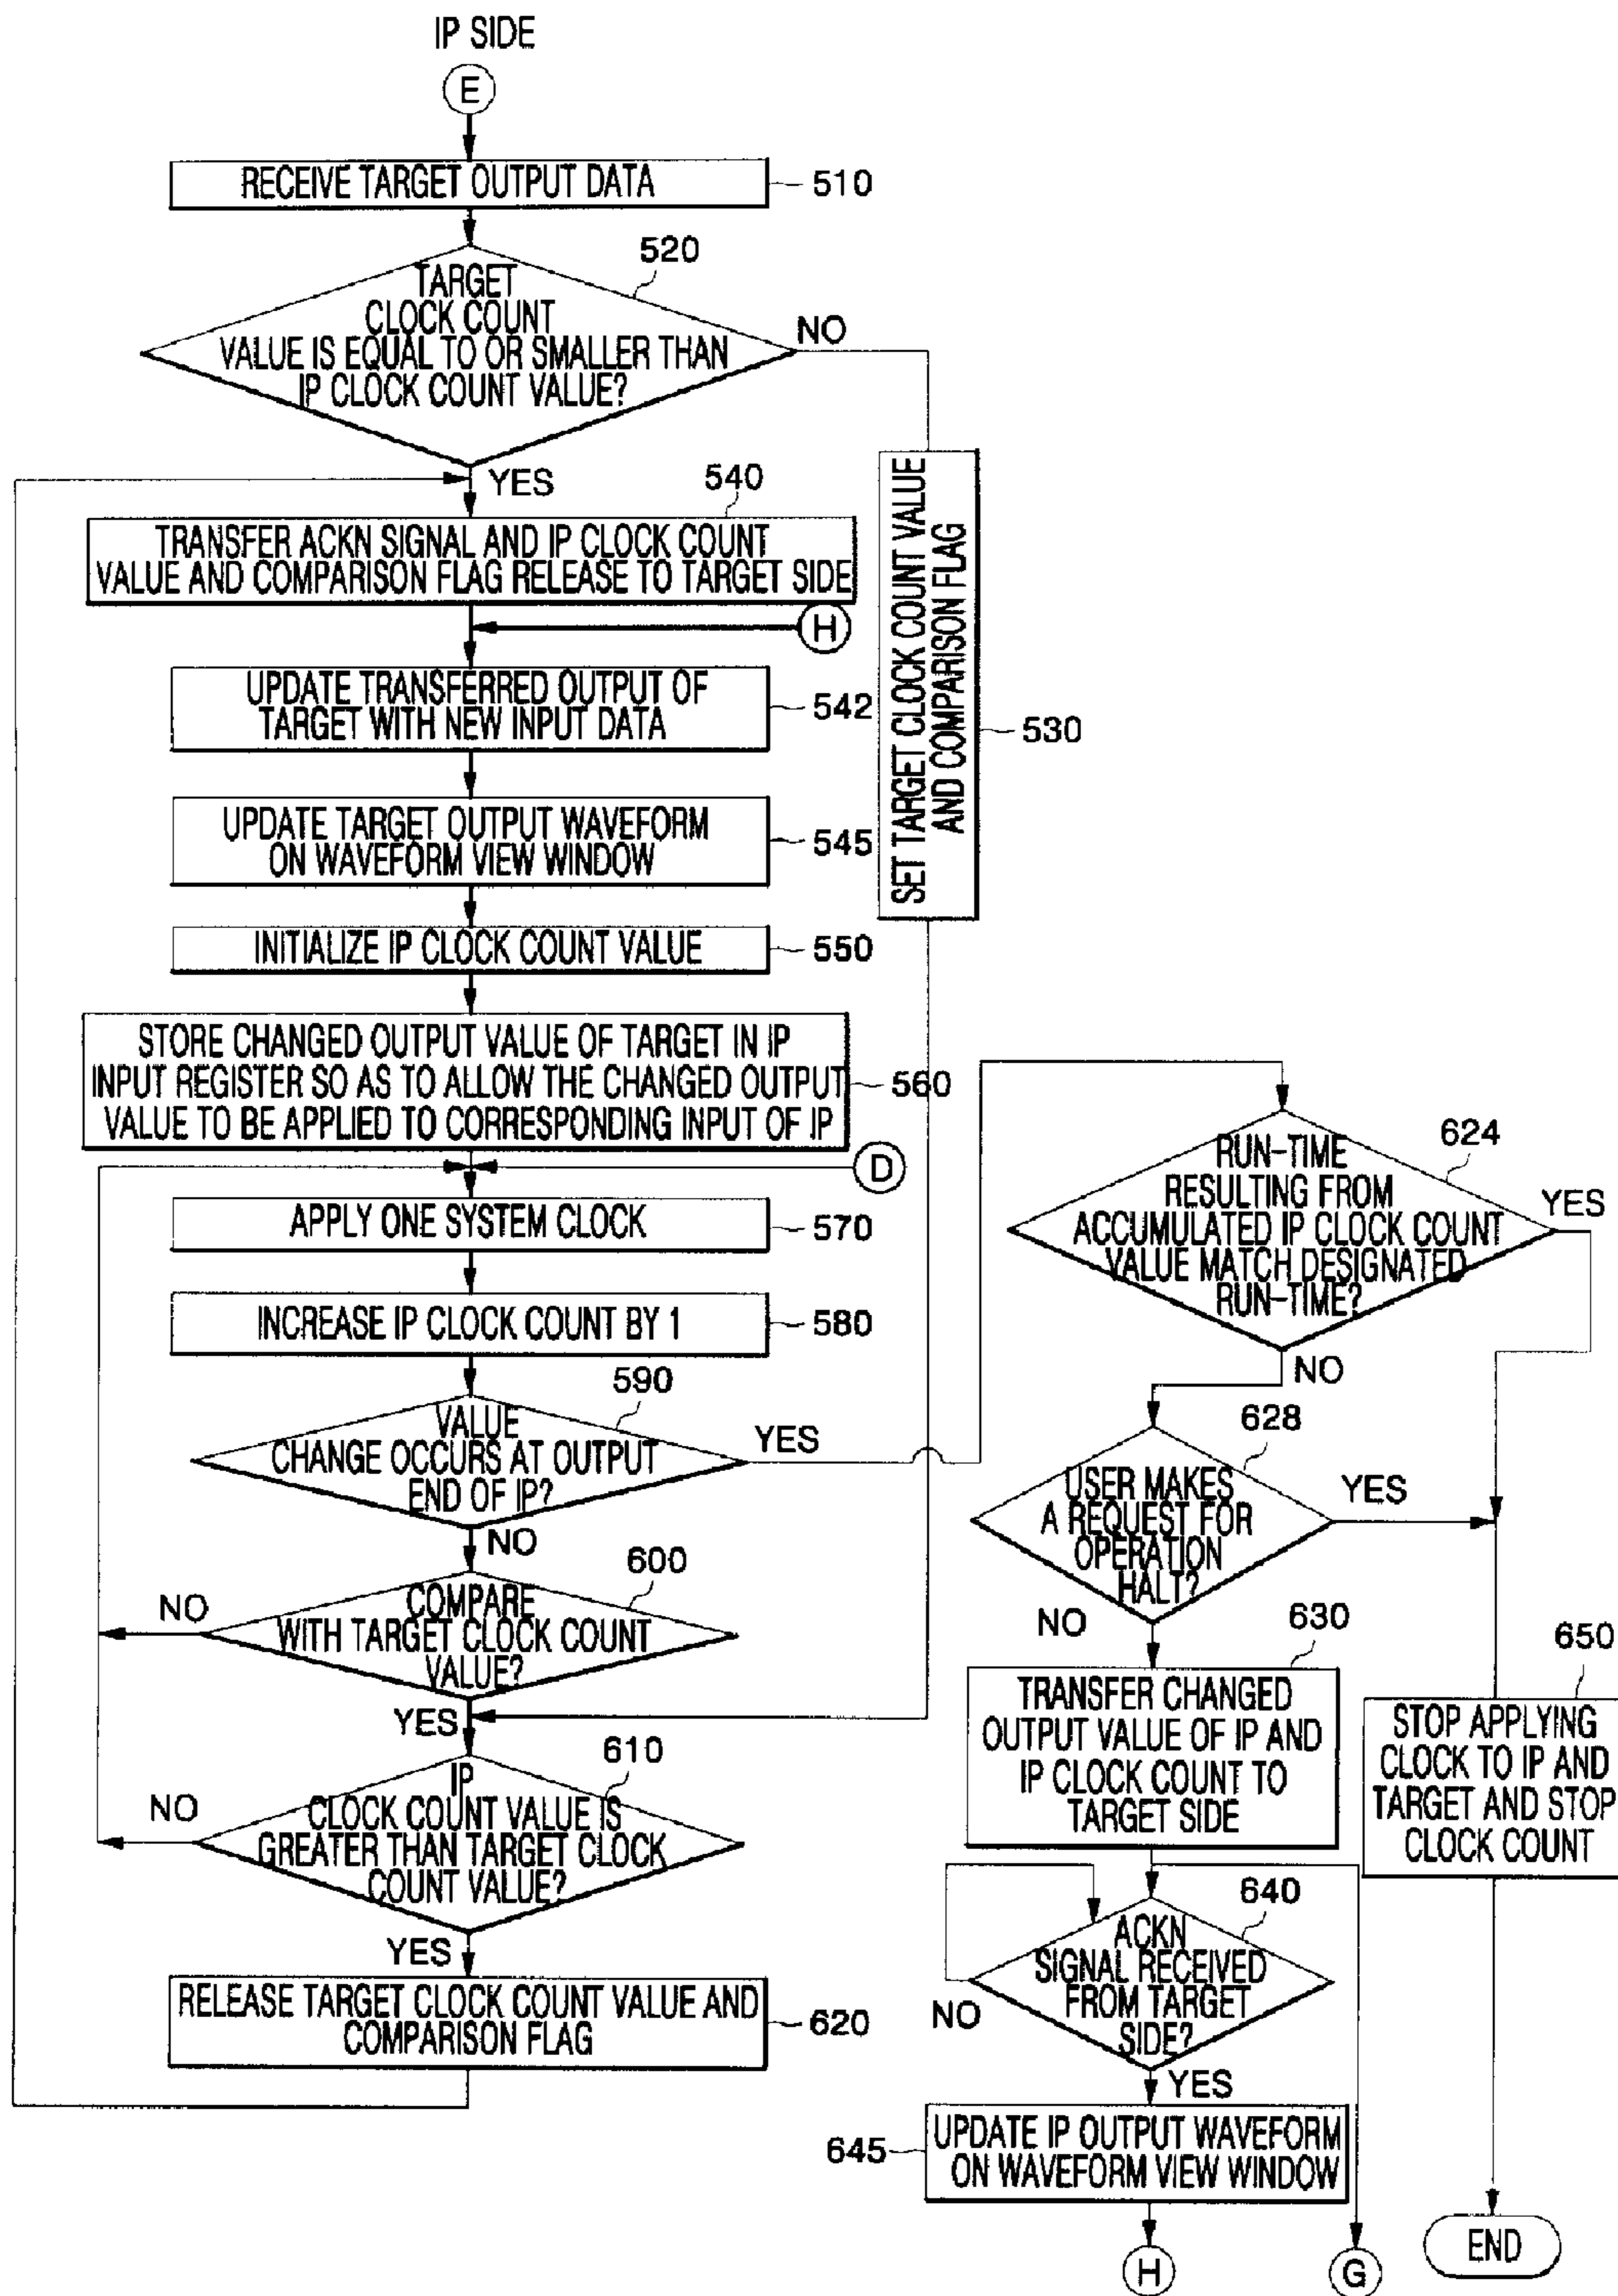 IP SIDE
E
RECEIVE TARGET OUTPUT DATA
510
520
TARGET
CLOCK COUNT
VALUE IS EQUAL TO OR SMALLER THAN
IP CLOCK COUNT VALUE?
NO
YES
540
TRANSFER ACKN SIGNAL AND IP CLOCK COUNT
VALUE AND COMPARISON FLAG RELEASE TO TARGET SIDE
H
SET TARGET CLOCK COUNT VALUE
AND COMPARISON FLAG
530
UPDATE TRANSFERRED OUTPUT OF
TARGET WITH NEW INPUT DATA
542
UPDATE TARGET OUTPUT WAVEFORM
ON WAVEFORM VIEW WINDOW
545
INITIALIZE IP CLOCK COUNT VALUE
550
STORE CHANGED OUTPUT VALUE OF TARGET IN IP
INPUT REGISTER SO AS TO ALLOW THE CHANGED OUTPUT
VALUE TO BE APPLIED TO CORRESPONDING INPUT OF IP
560
D
APPLY ONE SYSTEM CLOCK
570
INCREASE IP CLOCK COUNT BY 1
580
590
VALUE
CHANGE OCCURS AT OUTPUT
END OF IP?
YES
NO
600
COMPARE
WITH TARGET CLOCK COUNT
VALUE?
NO
YES
610
IP
CLOCK COUNT VALUE IS
GREATER THAN TARGET CLOCK
COUNT VALUE?
NO
YES
RELEASE TARGET CLOCK COUNT VALUE AND
COMPARISON FLAG
620
624
RUN-TIME
RESULTING FROM
ACCUMULATED IP CLOCK COUNT
VALUE MATCH DESIGNATED
RUN-TIME?
YES
NO
628
USER MAKES
A REQUEST FOR
OPERATION
HALT?
YES
NO
630
TRANSFER CHANGED
OUTPUT VALUE OF IP AND
IP CLOCK COUNT TO
TARGET SIDE
650
STOP APPLYING
CLOCK TO IP AND
TARGET AND STOP
CLOCK COUNT
640
ACKN
SIGNAL RECEIVED
FROM TARGET
SIDE?
NO
YES
645
UPDATE IP OUTPUT WAVEFORM
ON WAVEFORM VIEW WINDOW
H
G
END